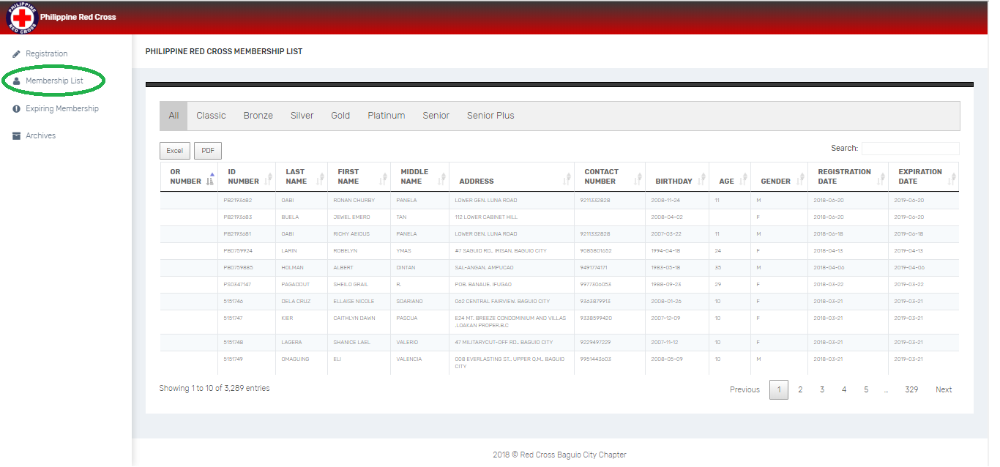 PHILIPPINE RED CROSS
Philippine Red Cross
Registration
Membership List
Expiring Membership
Archives
PHILIPPINE RED CROSS MEMBERSHIP LIST
All Classic Bronze Silver Gold Platinum Senior Senior Plus
Excel PDF
Search:
OR NUMBER ID NUMBER LAST NAME FIRST NAME MIDDLE NAME ADDRESS CONTACT NUMBER BIRTHDAY AGE GENDER REGISTRATION DATE EXPIRATION DATE
PB2193682 GABI RONAN CHURBY PANELA LOWER GEN. LUNA ROAD 9211332828 2008-11-24 11 M 2018-06-20 2019-06-20
PB2193683 BUELA JEWEL EMERO TAN 112 LOWER CABINET HILL 2008-04-02 F 2018-06-20 2019-06-20
PB2193681 GABI RICHY AEIOUS PANELA LOWER GEN. LUNA ROAD 9211332828 2007-03-22 11 M 2018-06-18 2019-06-18
PB0759924 LARIN ROBELYN YMAS #7 SAGUID RD., IRISAN, BAGUIO CITY 9085801652 1994-04-18 24 F 2018-04-13 2019-04-13
PB0759885 HOLMAN ALBERT DINTAN SAL-ANGAN, AMPUCAO 9491774171 1983-05-18 35 M 2018-04-06 2019-04-06
PS0347147 PAGADDUT SHEILO GRAIL R. POB. BANAUE, IFUGAO 9977306053 1988-09-23 29 F 2018-03-22 2019-03-22
5151746 DELA CRUZ ELLAISE NICOLE SOARIANO 062 CENTRAL FAIRVIEW, BAGUIO CITY 9363879913 2008-01-26 10 F 2018-03-21 2019-03-21
5151747 KIER CAITHLYN DAWN PASCUA E24 MT. BREEZE CONDOMINIUM AND VILLAS ,LOAKAN PROPER,B.C 9338599420 2007-12-09 10 F 2018-03-21 2019-03-21
5151748 LAGERA SHANICE LAEL VALERIO 47 MILITARYCUT-OFF RD., BAGUIO CITY 9229497229 2007-11-12 10 F 2018-03-21 2019-03-21
5151749 OMAGUING ELI VALENCIA 008 EVERLASTING ST., UPPER Q.M., BAGUIO CITY 9951443603 2008-05-09 10 M 2018-03-21 2019-03-21
Showing 1 to 10 of 3,289 entries
Previous 1 2 3 4 5 … 329 Next
2018 © Red Cross Baguio City Chapter